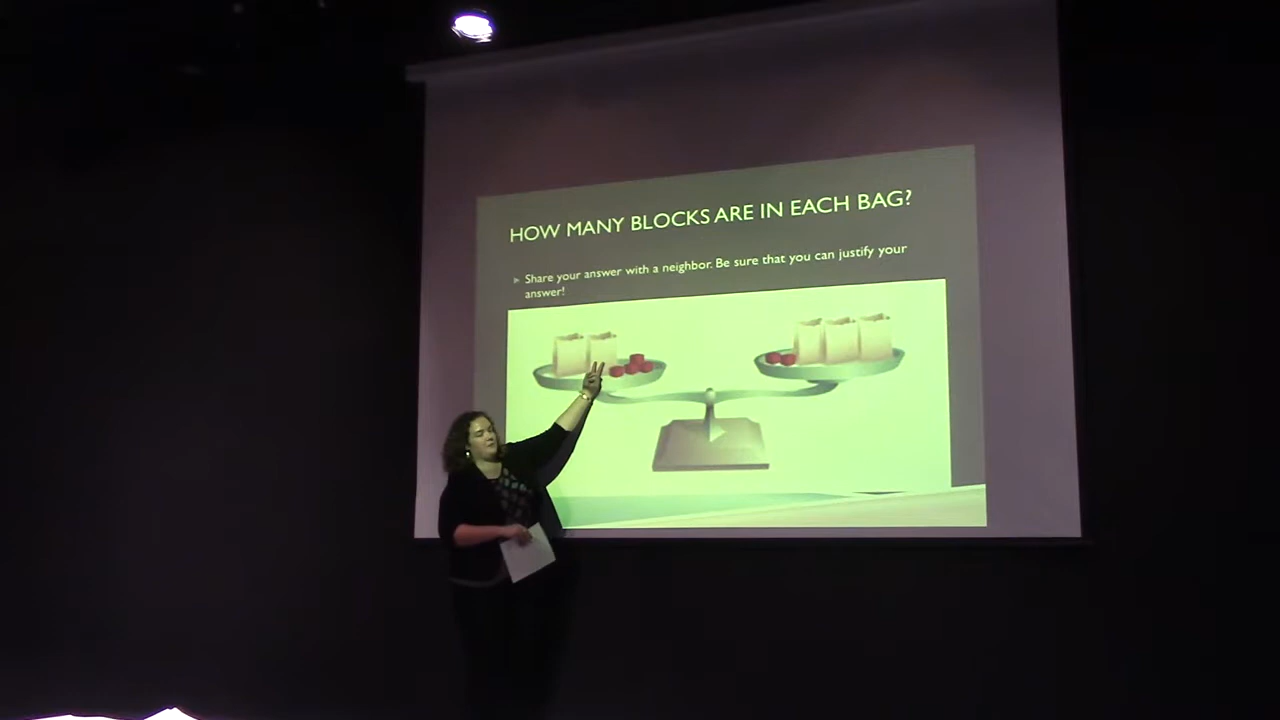 HOW MANY BLOCKS ARE IN EACH BAG?
Share your answer with a neighbor. Be sure that you can justify your
answer!